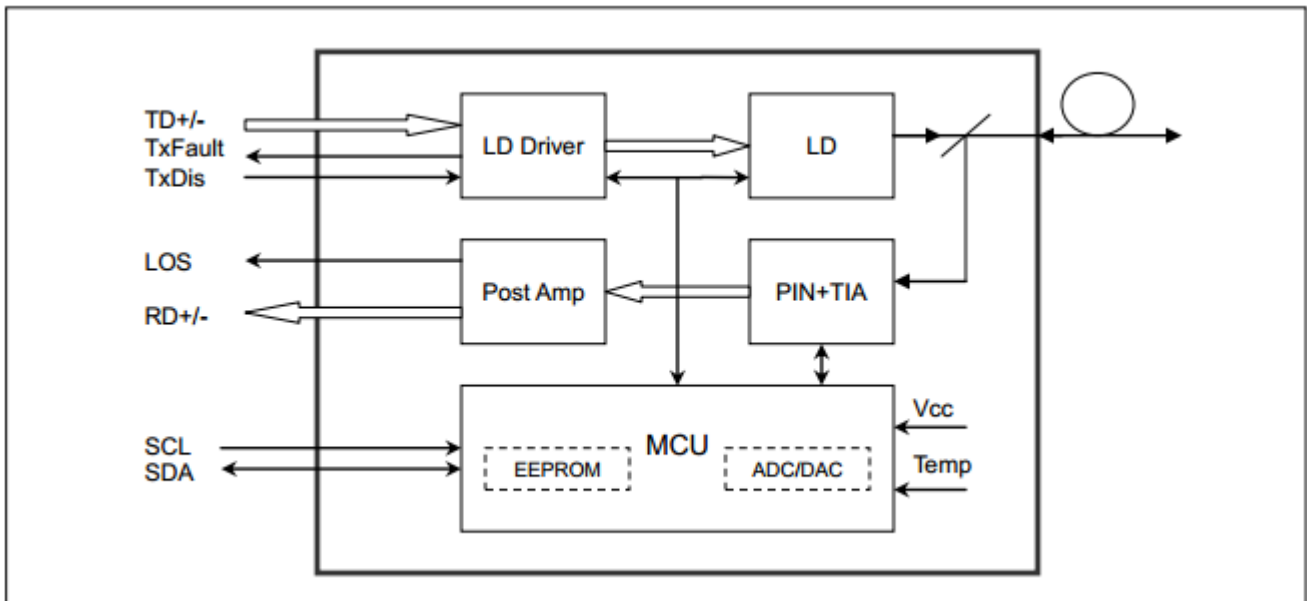 TD+/-
TxFault
TxDis
LD Driver
LD
LOS
RD+/-
Post Amp
PIN+TIA
SCL
SDA
MCU
EEPROM
ADC/DAC
Vcc
Temp